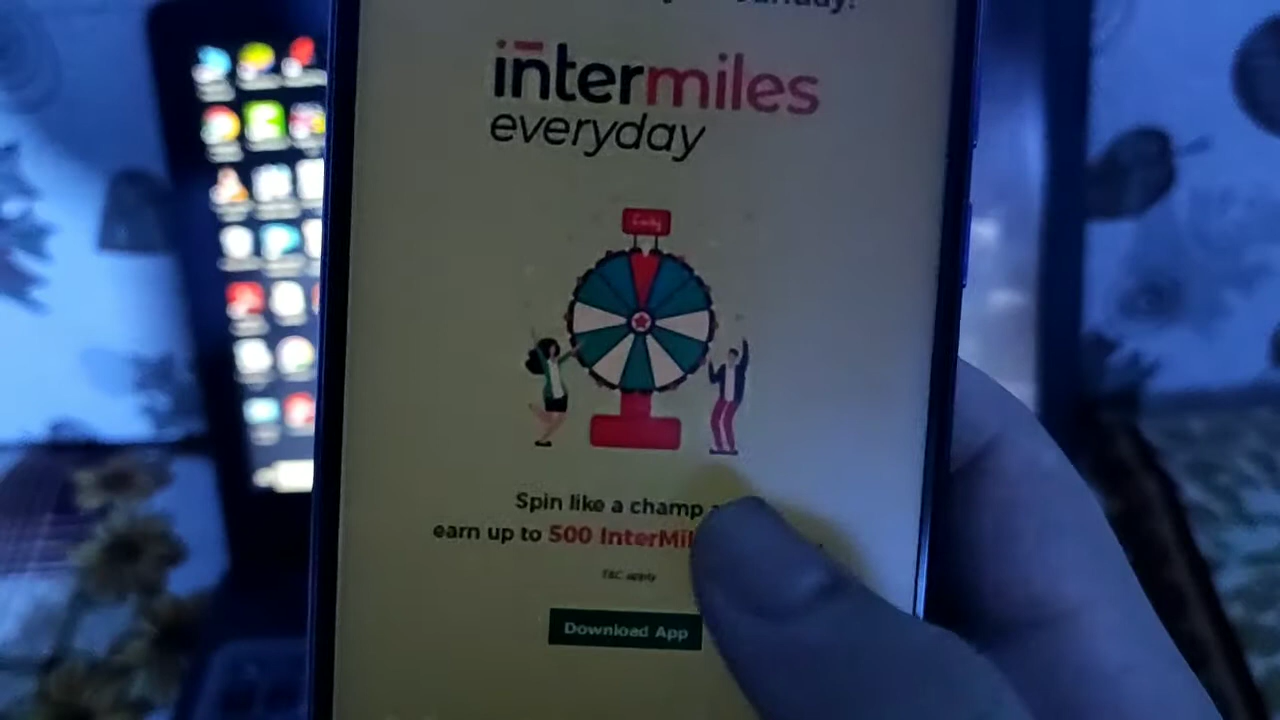 intermiles
everyday
Spin like a champ
earn up to 500 InterMil
T&C apply
Download App